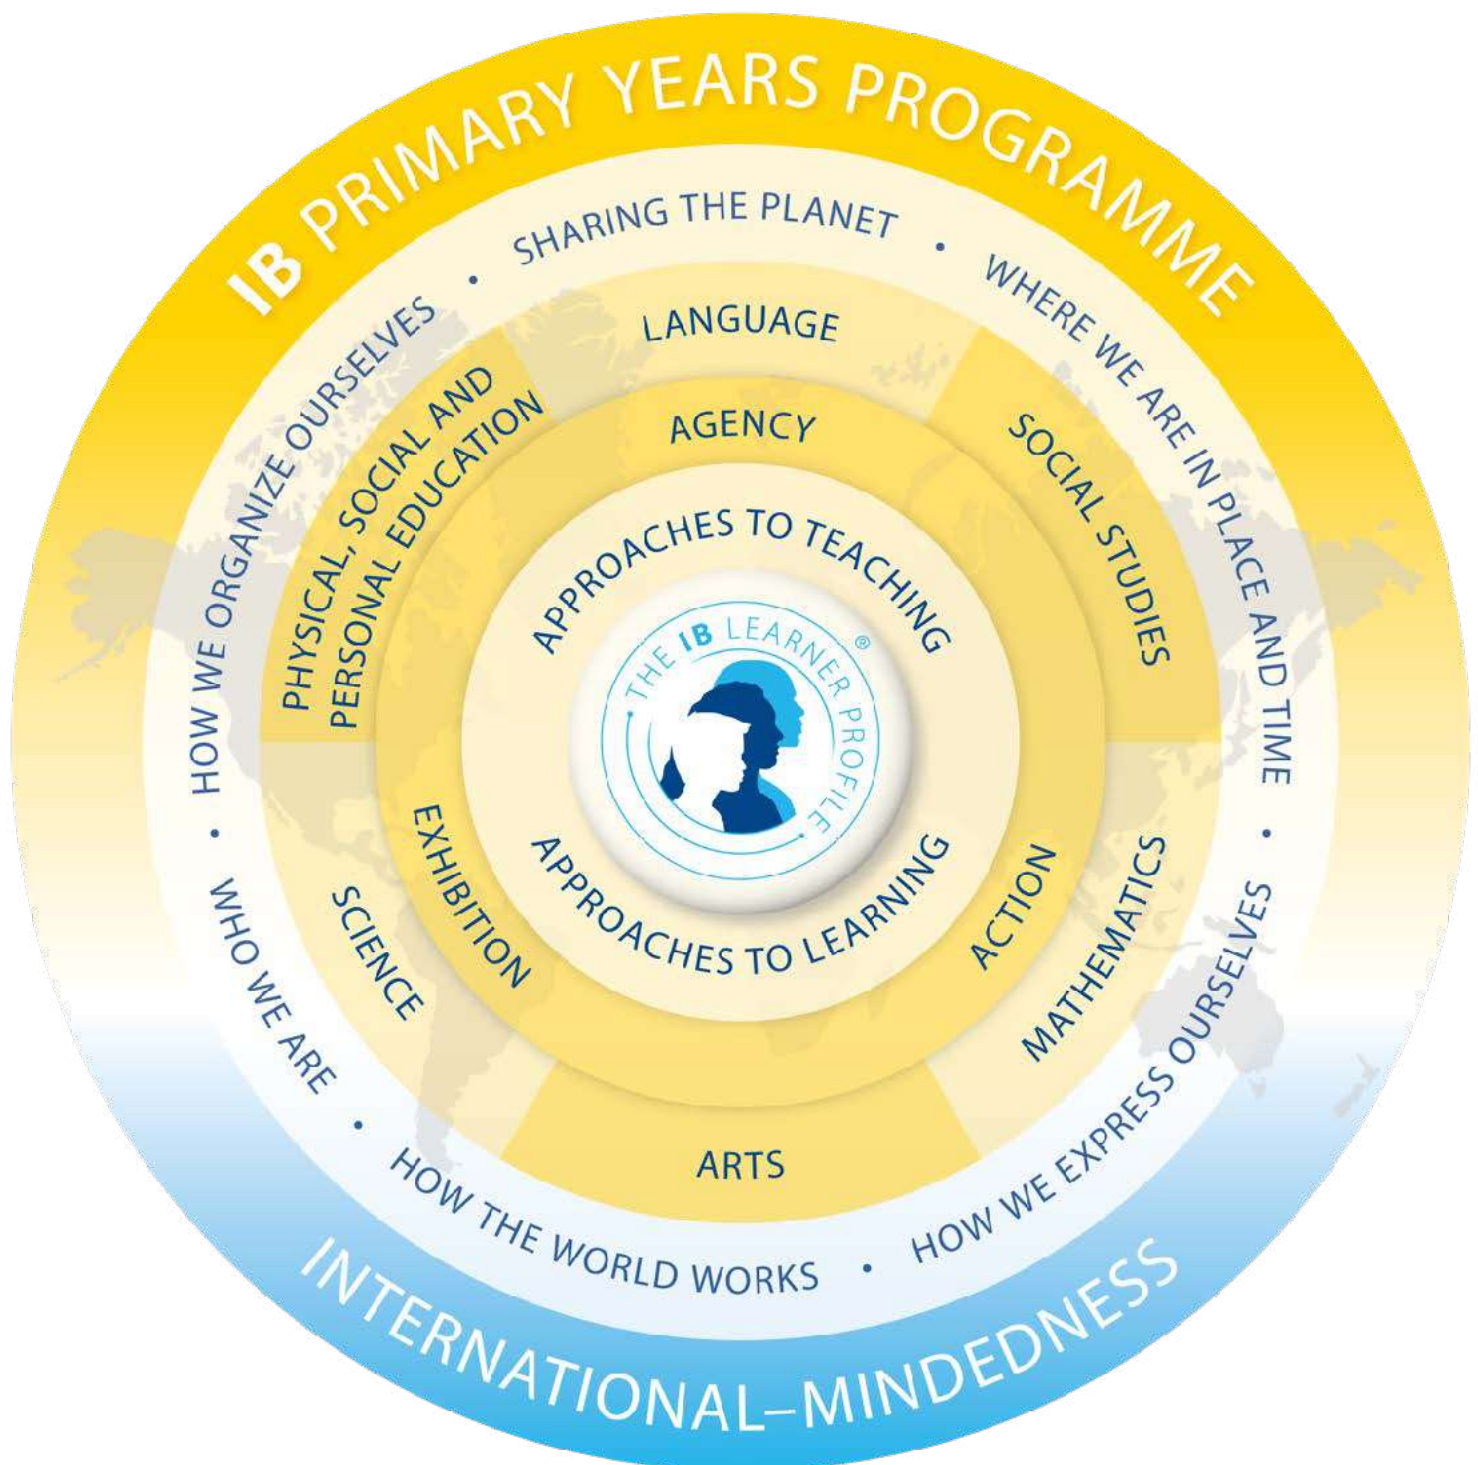 IB PRIMARY YEARS PROGRAMME
SHARING THE PLANET
•
WHERE WE ARE IN PLACE AND TIME
•
HOW WE EXPRESS OURSELVES
•
HOW THE WORLD WORKS
•
WHO WE ARE
•
HOW WE ORGANIZE OURSELVES
•
LANGUAGE
SOCIAL STUDIES
MATHEMATICS
ARTS
SCIENCE
PHYSICAL, SOCIAL AND
PERSONAL EDUCATION
AGENCY
ACTION
EXHIBITION
APPROACHES TO TEACHING
THE IB LEARNER PROFILE®
APPROACHES TO LEARNING
INTERNATIONAL–MINDEDNESS